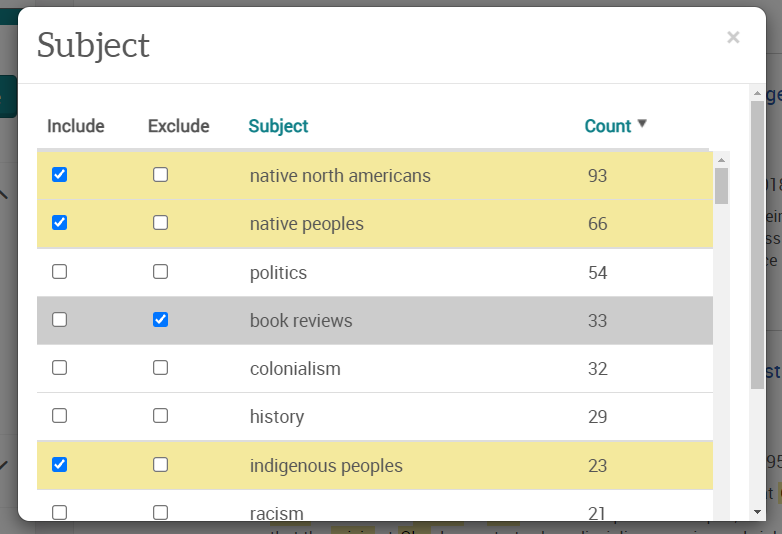 Subject
×
Include Exclude Subject Count ▼
native north americans 93
native peoples 66
politics 54
book reviews 33
colonialism 32
history 29
indigenous peoples 23
racism 21